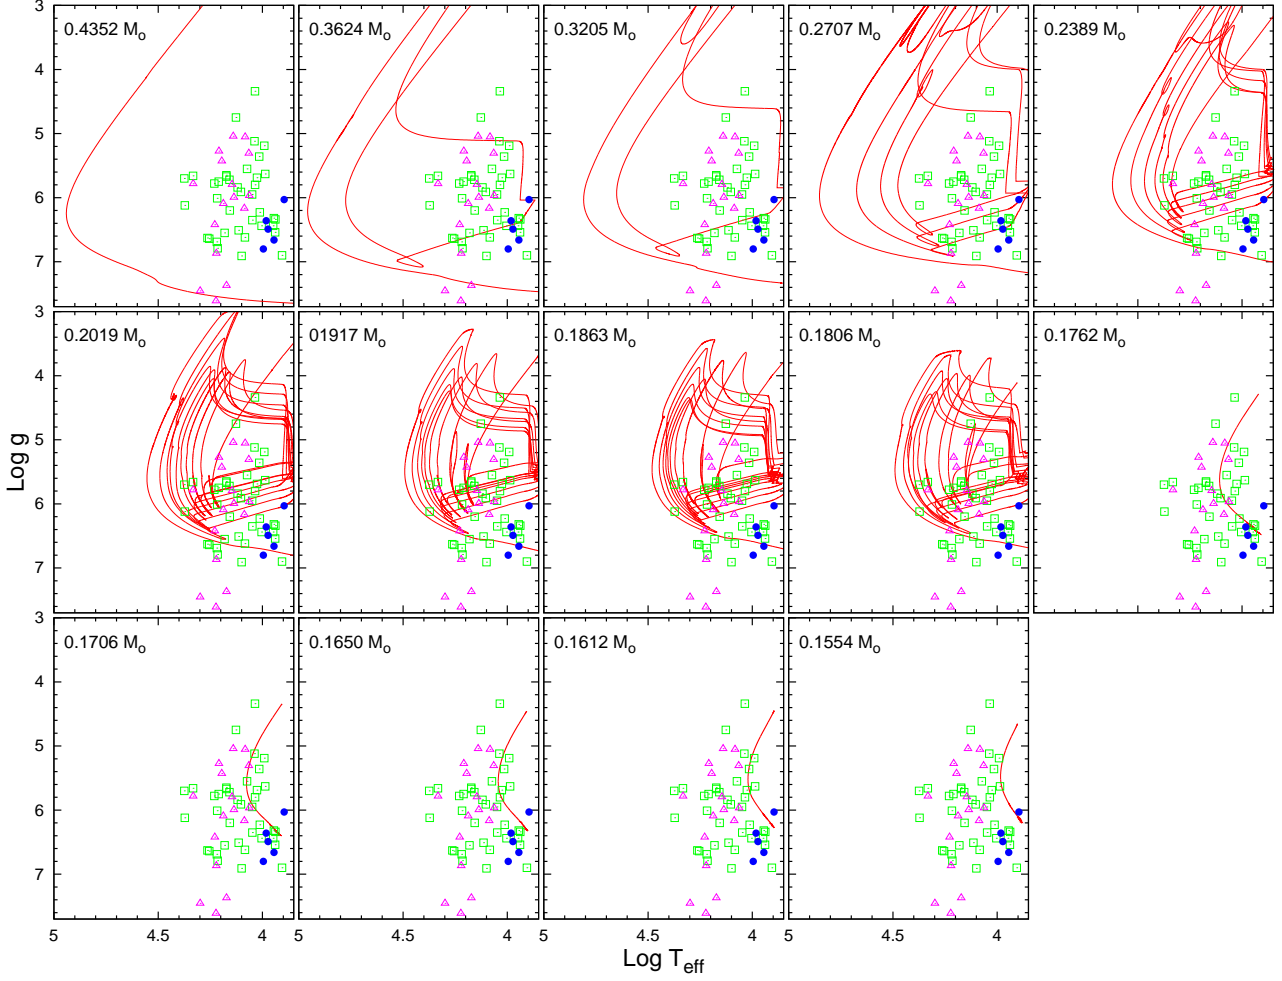 3
4
5
6
7
0.4352 Mo
0.3624 Mo
0.3205 Mo
0.2707 Mo
0.2389 Mo
3
4
5
6
7
0.2019 Mo
01917 Mo
0.1863 Mo
0.1806 Mo
0.1762 Mo
Log g
3
4
5
6
7
0.1706 Mo
0.1650 Mo
0.1612 Mo
0.1554 Mo
5 4.5 4 5 4.5 4 5 4.5 4 5 4.5 4
Log Teff